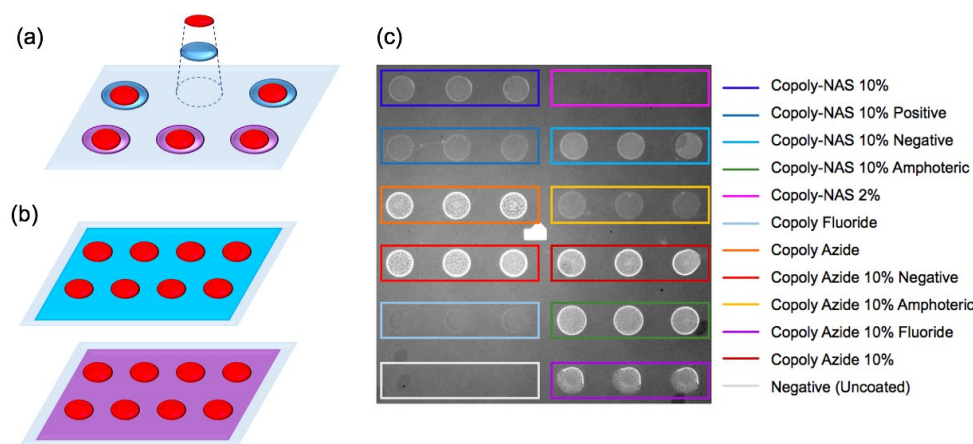 (a)
(b)
(c)
Copoly-NAS 10%
Copoly-NAS 10% Positive
Copoly-NAS 10% Negative
Copoly-NAS 10% Amphoteric
Copoly-NAS 2%
Copoly Fluoride
Copoly Azide
Copoly Azide 10% Negative
Copoly Azide 10% Amphoteric
Copoly Azide 10% Fluoride
Copoly Azide 10%
Negative (Uncoated)